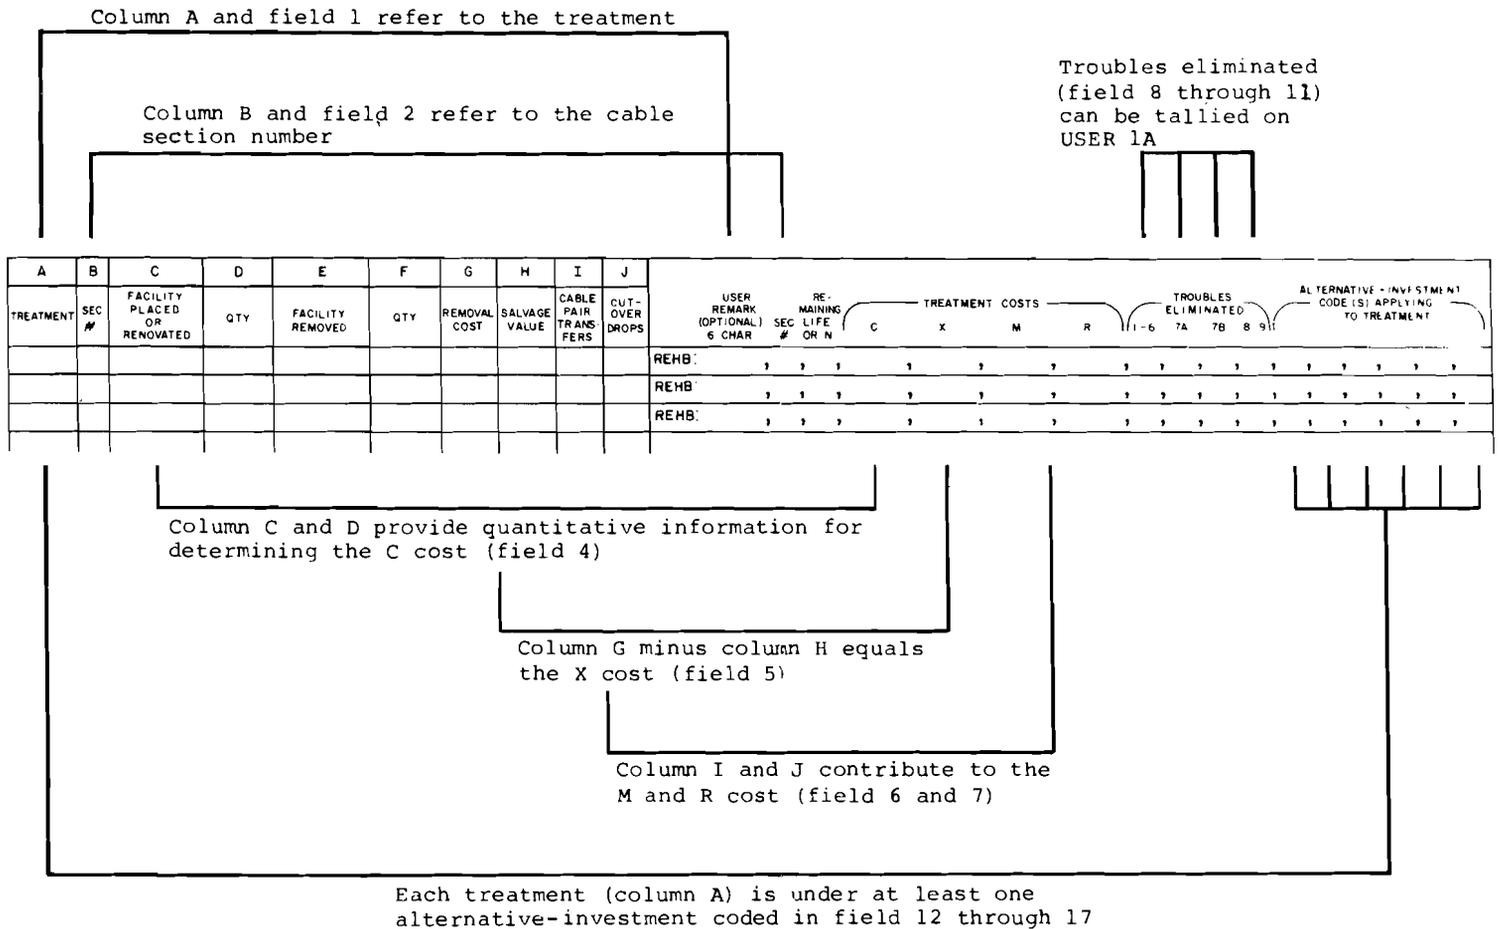 Column A and field 1 refer to the treatment
Troubles eliminated
(field 8 through 11)
can be tallied on
USER 1A
Column B and field 2 refer to the cable
section number
A B C D E F G H I J
TREATMENT
SEC
#
FACILITY
PLACED
OR
RENOVATED
QTY
FACILITY
REMOVED
QTY
REMOVAL
COST
SALVAGE
VALUE
CABLE
PAIR
TRANS-
FERS
CUT-
OVER
DROPS
USER
REMARK
(OPTIONAL)
6 CHAR
SEC
#
RE-
MAINING
LIFE
OR N
TREATMENT COSTS
C X M R
TROUBLES
ELIMINATED
1-6 7A 7B 8 9
ALTERNATIVE-INVESTMENT
CODE(S) APPLYING
TO TREATMENT
REHB: , , , , , , , , , , , , , , , ,
REHB , , , , , , , , , , , , , , , ,
REHB: , , , , , , , , , , , , , , , ,
Column C and D provide quantitative information for
determining the C cost (field 4)
Column G minus column H equals
the X cost (field 5)
Column I and J contribute to the
M and R cost (field 6 and 7)
Each treatment (column A) is under at least one
alternative-investment coded in field 12 through 17